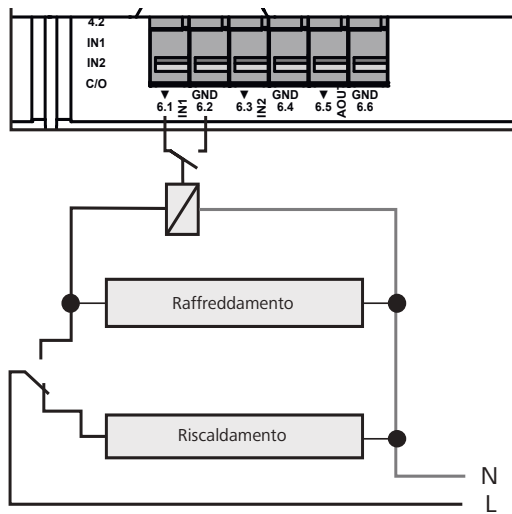 4.2
IN1
IN2
C/O
▼ GND ▼ GND ▼ GND
6.1 IN1 6.2 6.3 IN2 6.4 6.5 AOUT 6.6
Raffreddamento
Riscaldamento
N
L